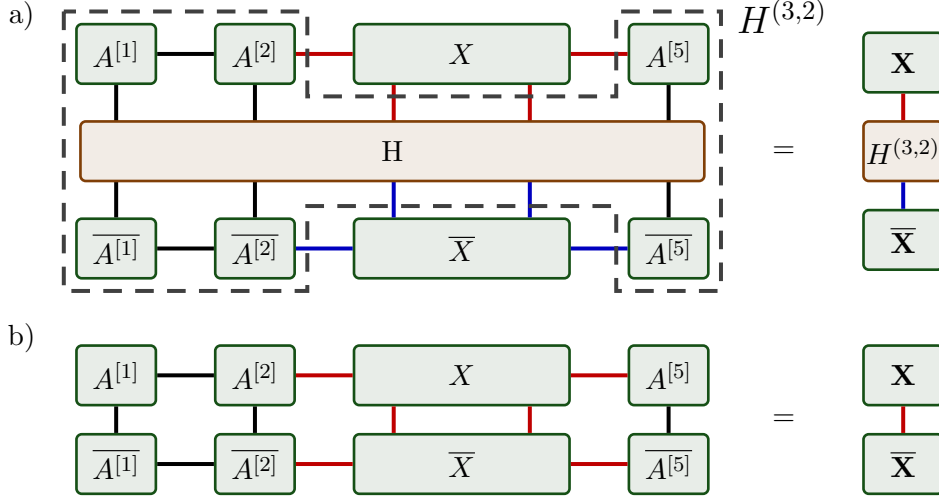 a) A^{[1]} A^{[2]} X A^{[5]} H^{(3,2)} 𝐗
H = H^{(3,2)}
\overline{A^{[1]}} \overline{A^{[2]}} \overline{X} \overline{A^{[5]}} \overline{𝐗}
b) A^{[1]} A^{[2]} X A^{[5]} = 𝐗
\overline{A^{[1]}} \overline{A^{[2]}} \overline{X} \overline{A^{[5]}} \overline{𝐗}